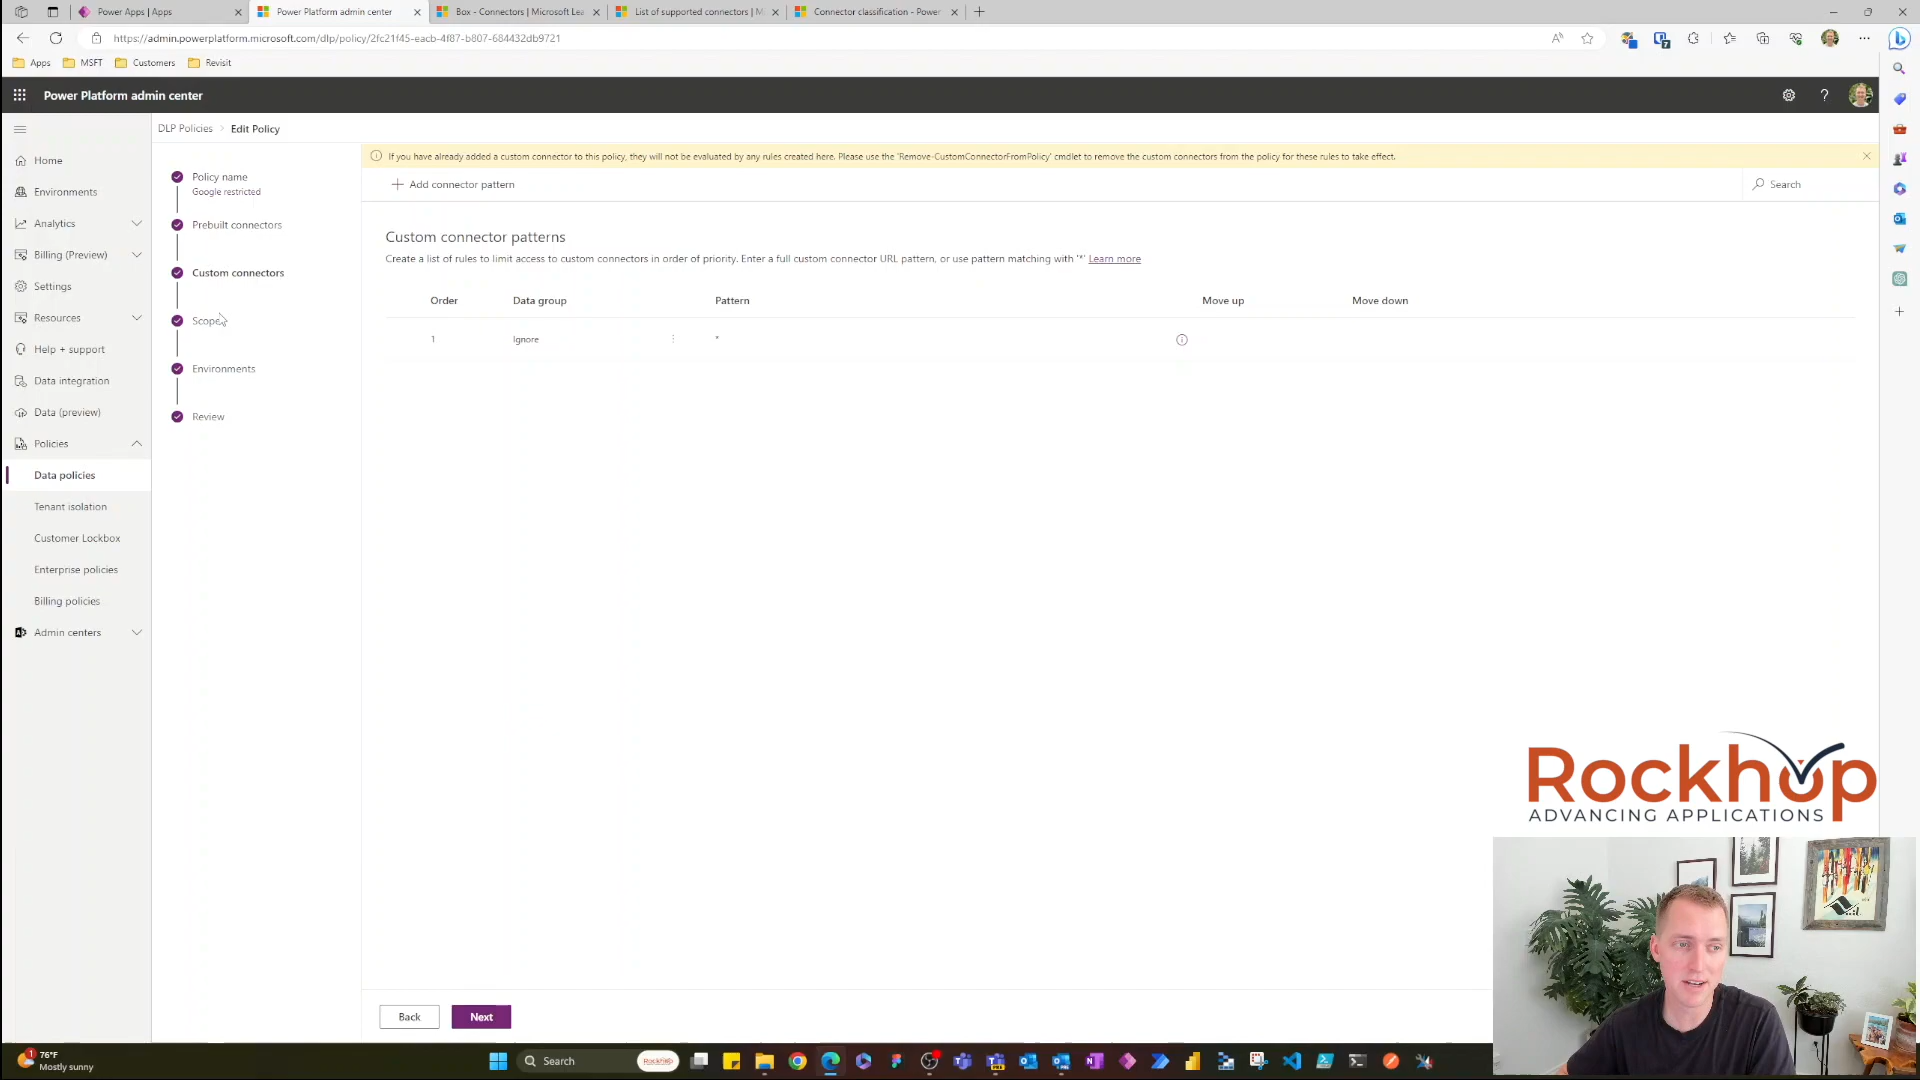 Power Apps | Apps
Power Platform admin center
Box - Connectors | Microsoft Lea
List of supported connectors | Mi
Connector classification - Power
https://admin.powerplatform.microsoft.com/dlp/policy/2fc21f45-eacb-4f87-b807-684432db9721
Apps
MSFT
Customers
Revisit
Power Platform admin center
DLP Policies > Edit Policy
Home
Environments
Analytics
Billing (Preview)
Settings
Resources
Help + support
Data integration
Data (preview)
Policies
Data policies
Tenant isolation
Customer Lockbox
Enterprise policies
Billing policies
Admin centers
Policy name
Google restricted
Prebuilt connectors
Custom connectors
Scope
Environments
Review
If you have already added a custom connector to this policy, they will not be evaluated by any rules created here. Please use the 'Remove-CustomConnectorFromPolicy' cmdlet to remove the custom connectors from the policy for these rules to take effect.
Add connector pattern
Search
Custom connector patterns
Create a list of rules to limit access to custom connectors in order of priority. Enter a full custom connector URL pattern, or use pattern matching with '*' Learn more
Order Data group Pattern Move up Move down
1 Ignore *
Back
Next
Rockhop
ADVANCING APPLICATIONS
1
76°F
Mostly sunny
Search
Rockhop